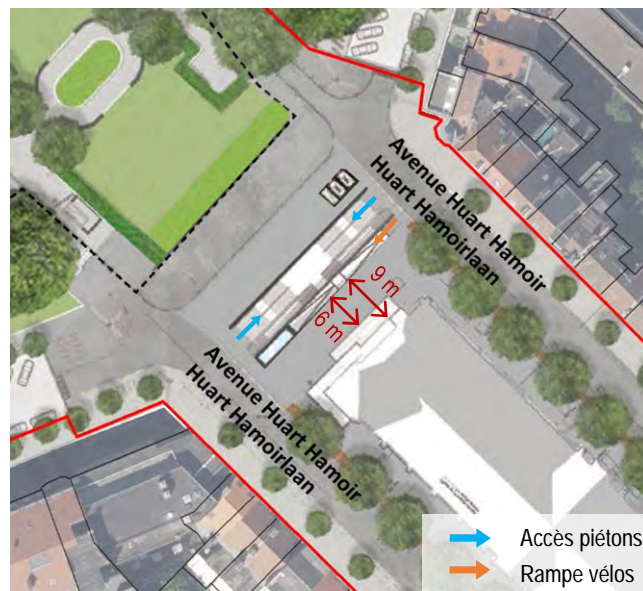 Avenue Huart Hamoir
Huart Hamoirlaan
9 m
6 m
Avenue Huart Hamoir
Huart Hamoirlaan
Accès piétons
Rampe vélos